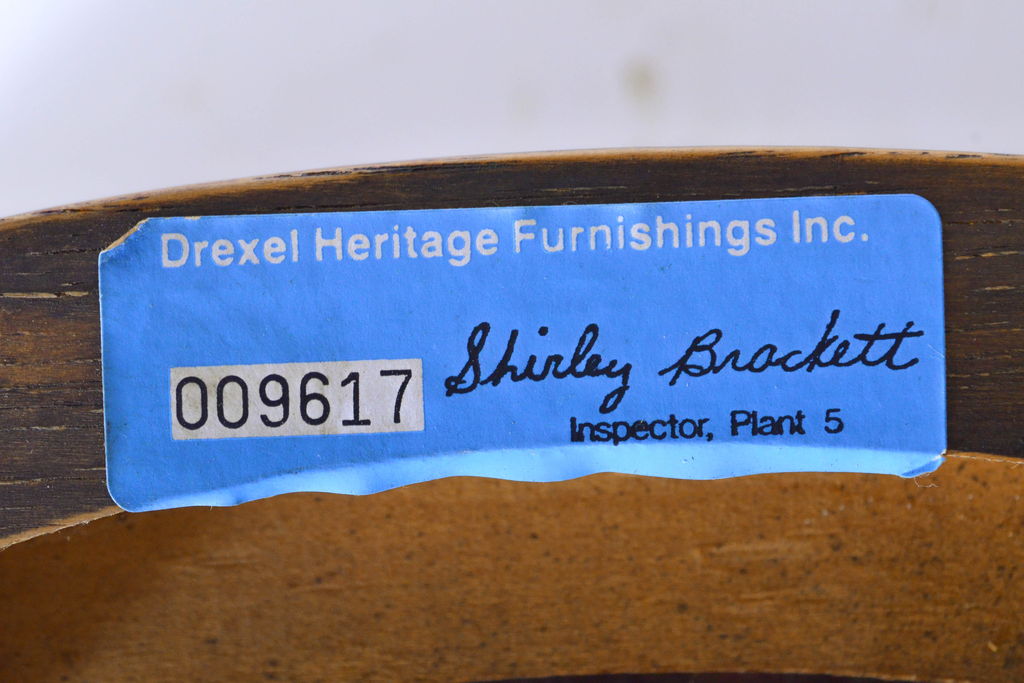 Drexel Heritage Furnishings Inc.
009617
Shirley Brackett
Inspector, Plant 5